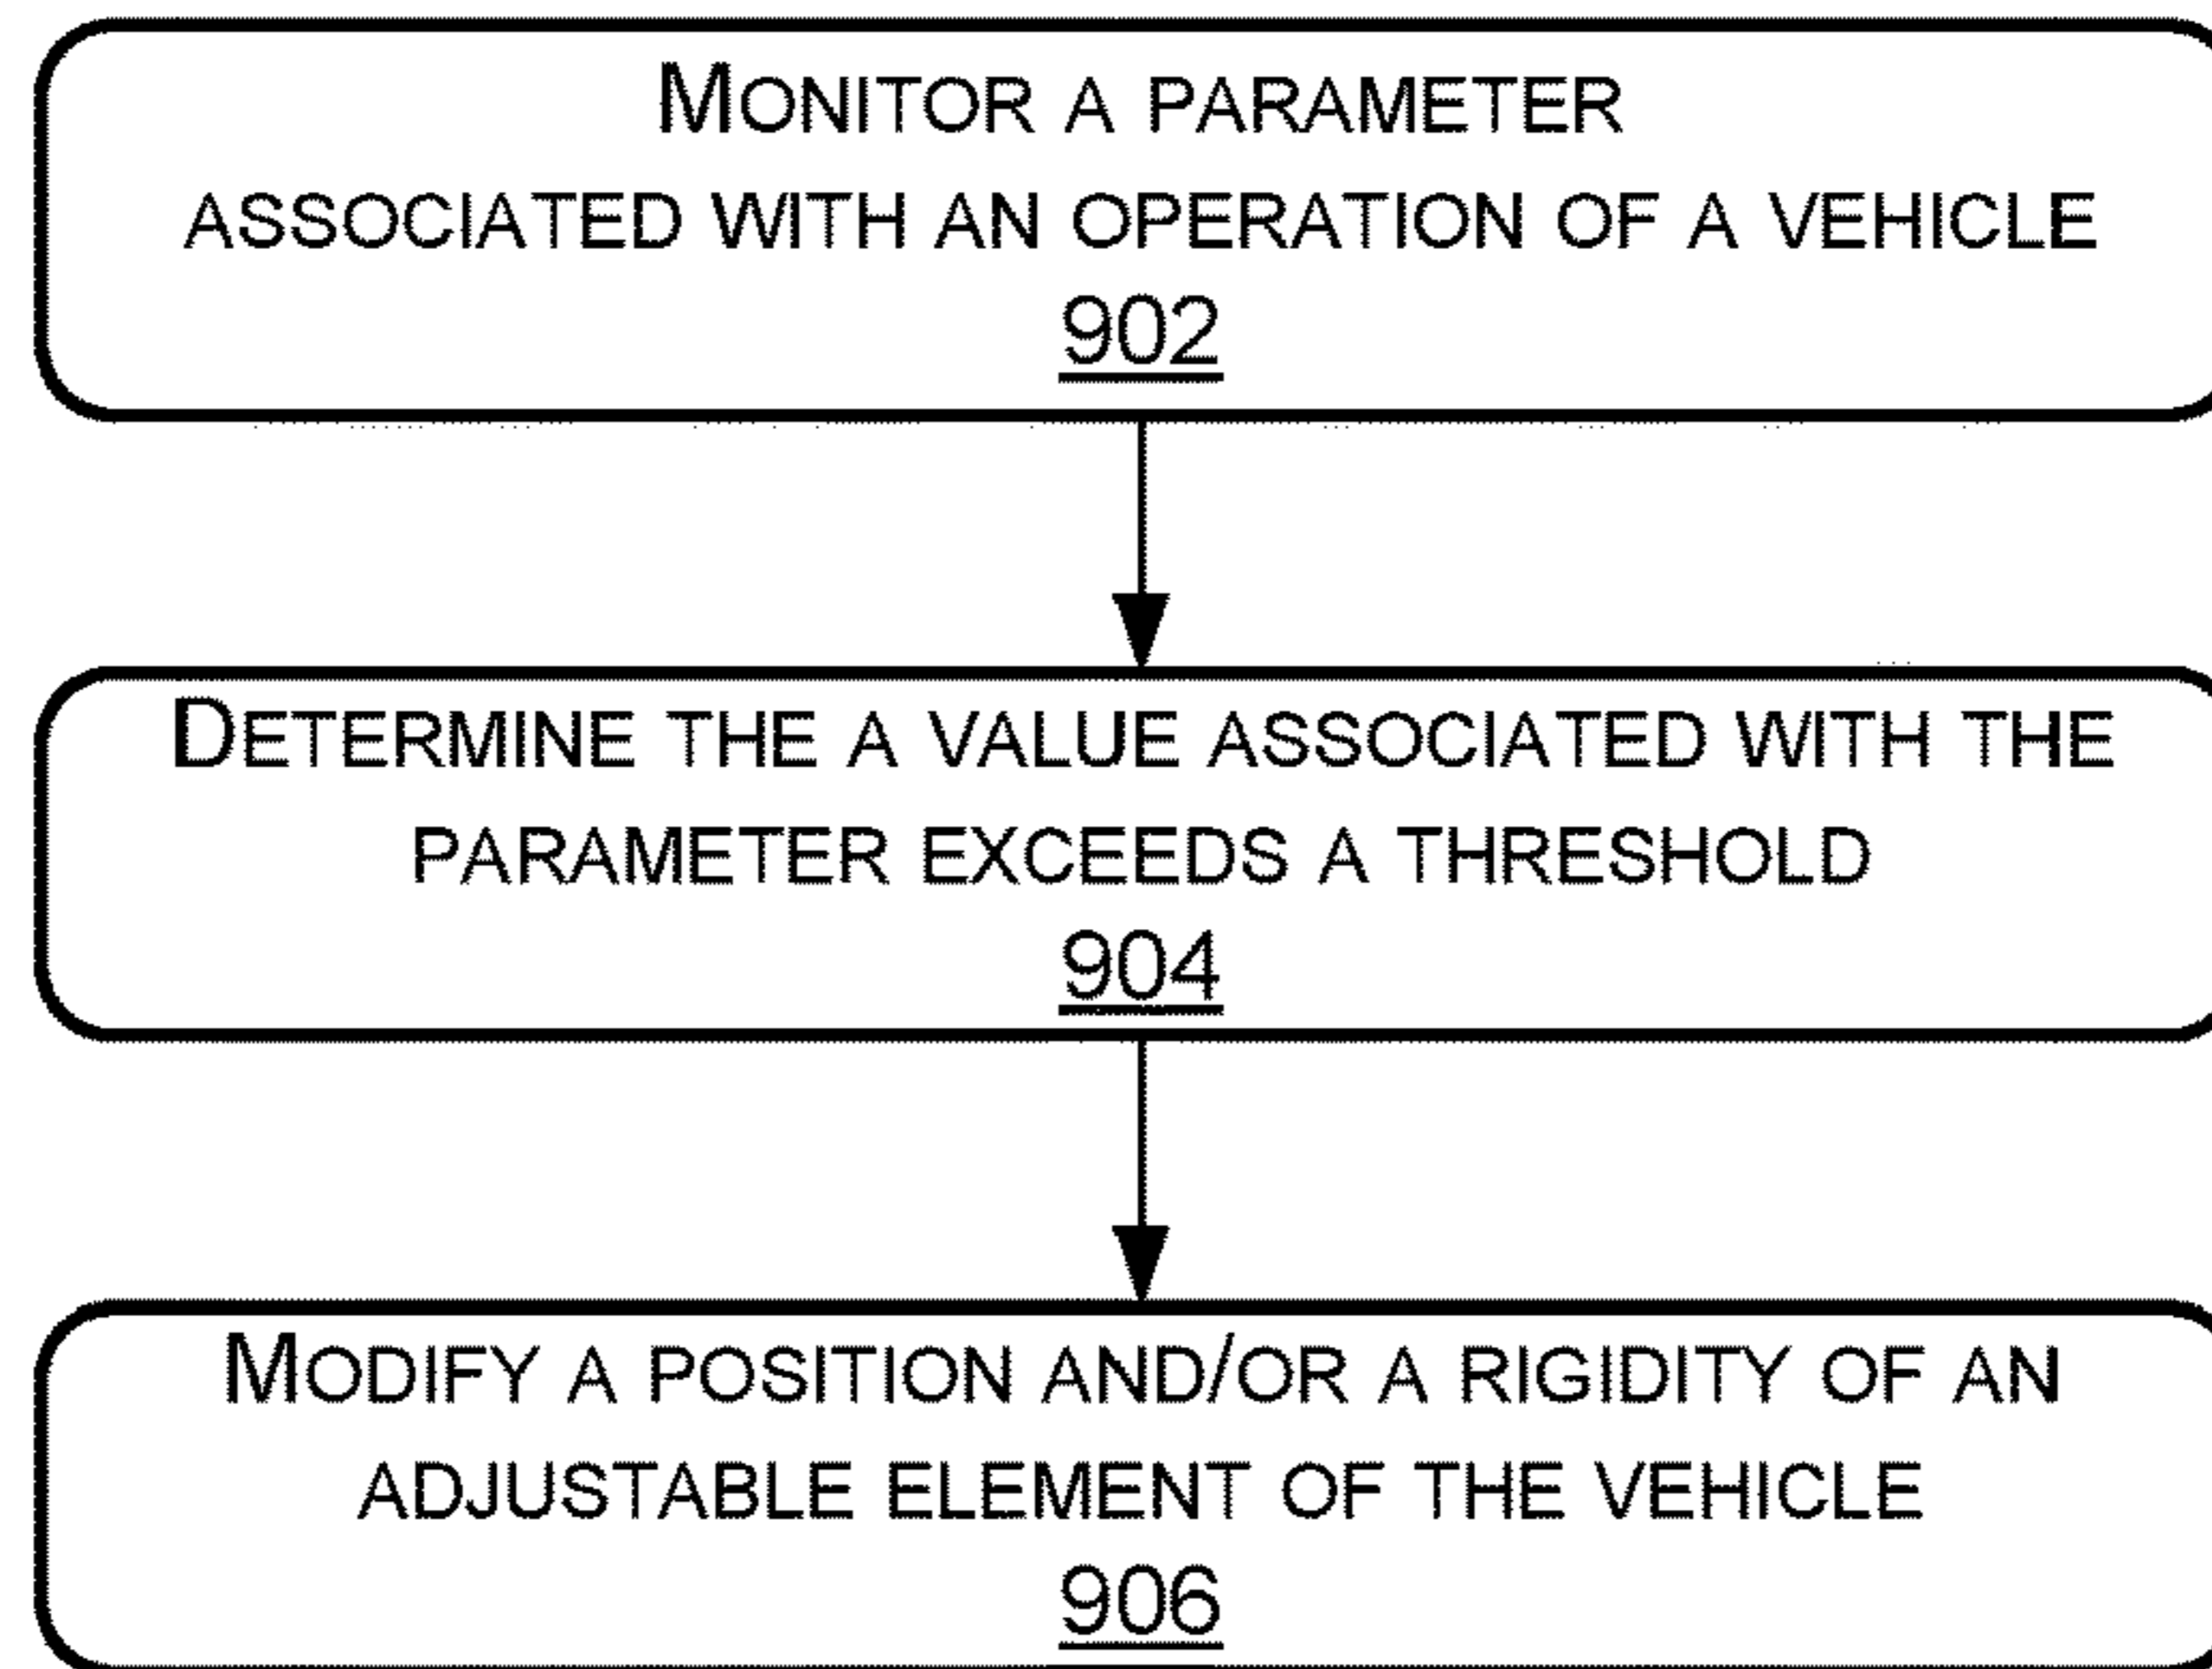 MONITOR A PARAMETER
ASSOCIATED WITH AN OPERATION OF A VEHICLE
902
DETERMINE THE A VALUE ASSOCIATED WITH THE
PARAMETER EXCEEDS A THRESHOLD
904
MODIFY A POSITION AND/OR A RIGIDITY OF AN
ADJUSTABLE ELEMENT OF THE VEHICLE
906